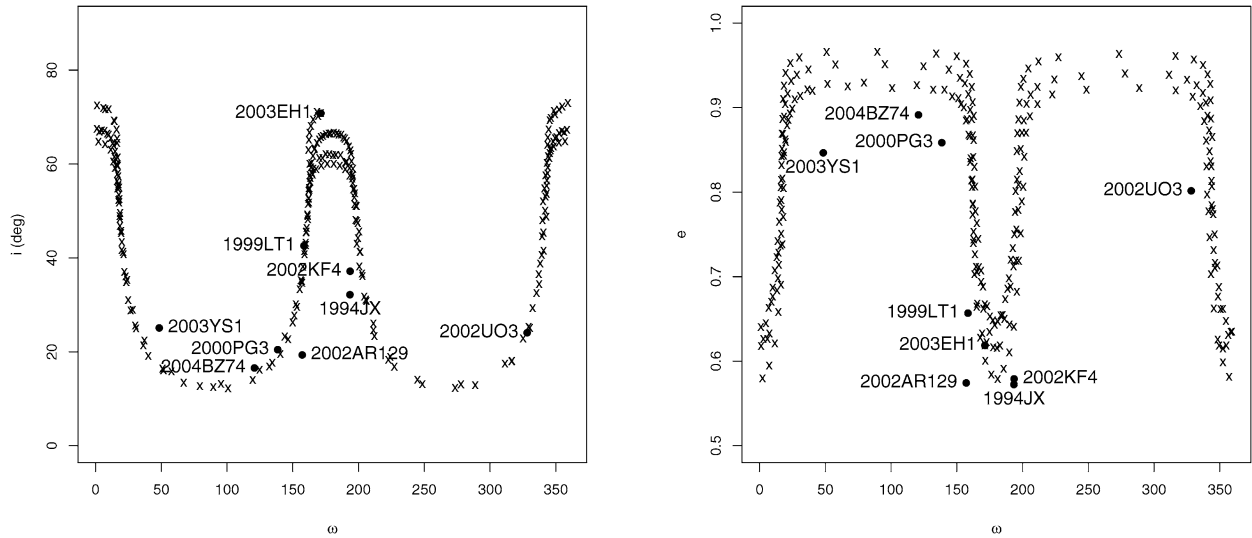 80
60
40
20
0
i (deg)
2003EH1
1999LT1
2002KF4
1994JX
2003YS1
2002UO3
2000PG3
2002AR129
2004BZ74
0 50 100 150 200 250 300 350
ω
1.0
0.9
0.8
0.7
0.6
0.5
e
2004BZ74
2000PG3
2003YS1
2002UO3
1999LT1
2003EH1
2002AR129
2002KF4
1994JX
0 50 100 150 200 250 300 350
ω